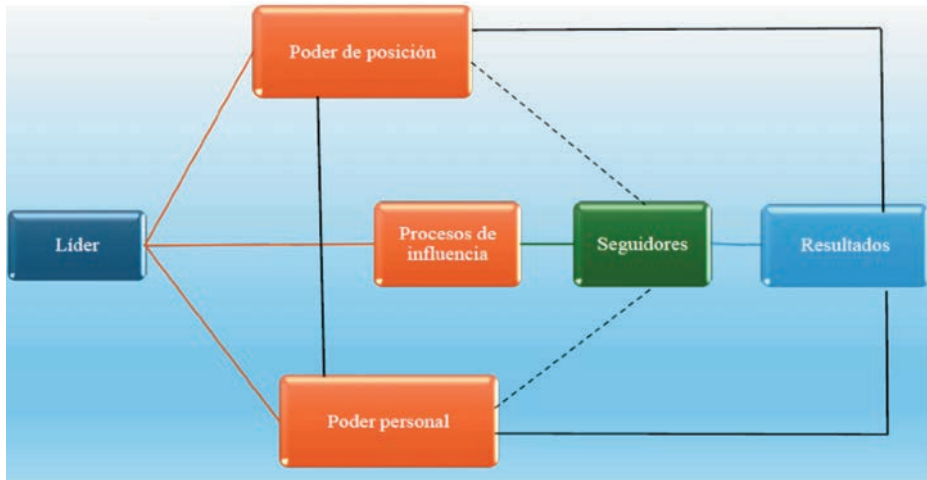 Poder de posición
Líder
Procesos de
influencia
Seguidores
Resultados
Poder personal